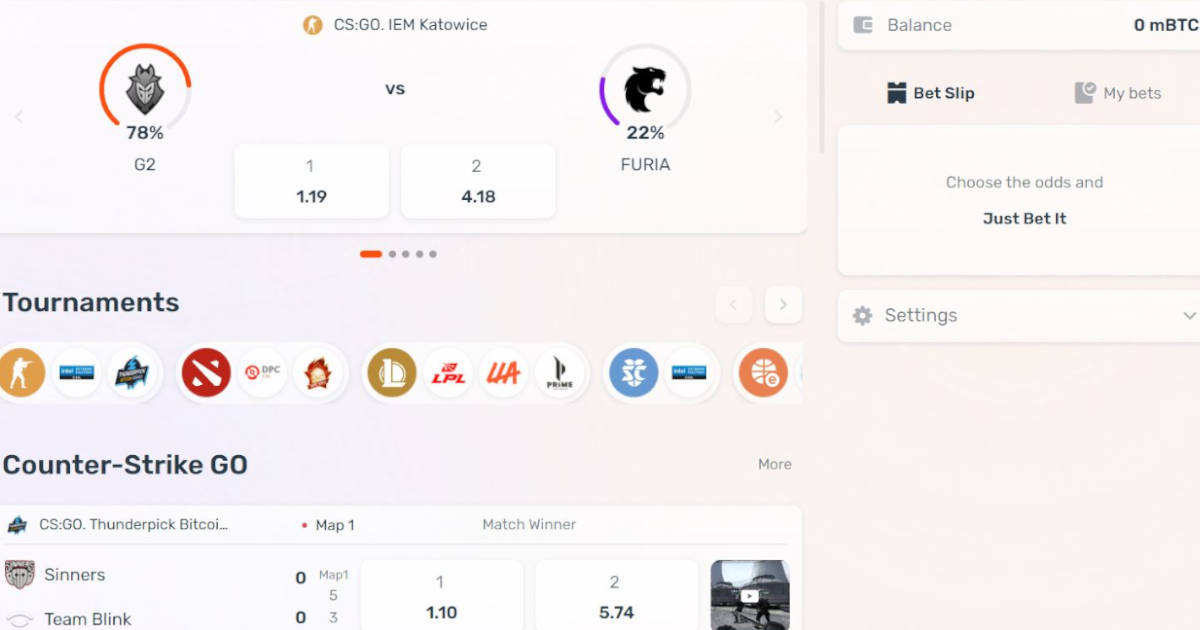 CS:GO. IEM Katowice
Balance
0 mBTC
vs
78%
22%
G2
FURIA
1
1.19
2
4.18
Bet Slip
My bets
Choose the odds and
Just Bet It
Settings
Tournaments
DPC
LPL
PRIME
Counter-Strike GO
More
CS:GO. Thunderpick Bitcoi...
Map 1
Match Winner
Sinners
0
Map1
5
1
1.10
2
5.74
Team Blink
0
3